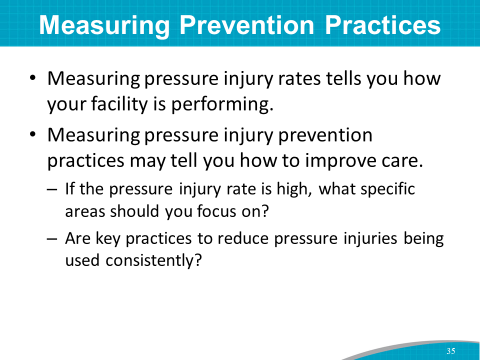 Measuring Prevention Practices
• Measuring pressure injury rates tells you how
your facility is performing.
• Measuring pressure injury prevention
practices may tell you how to improve care.
– If the pressure injury rate is high, what specific
areas should you focus on?
– Are key practices to reduce pressure injuries being
used consistently?
35